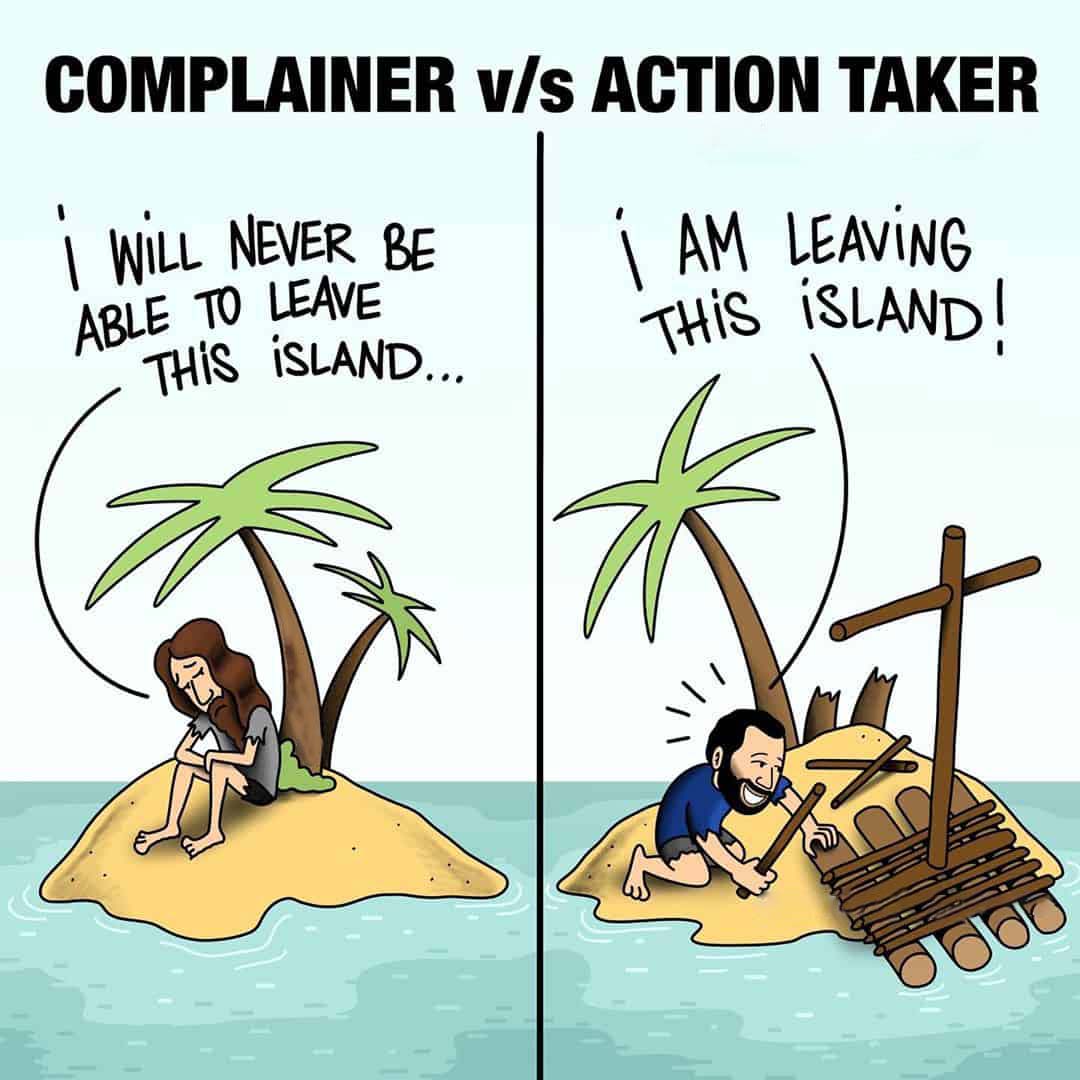 COMPLAINER v/s ACTION TAKER
i WiLL NEVER BE
ABLE TO LEAVE
THiS iSLAND...
i AM LEAViNG
THiS iSLAND!